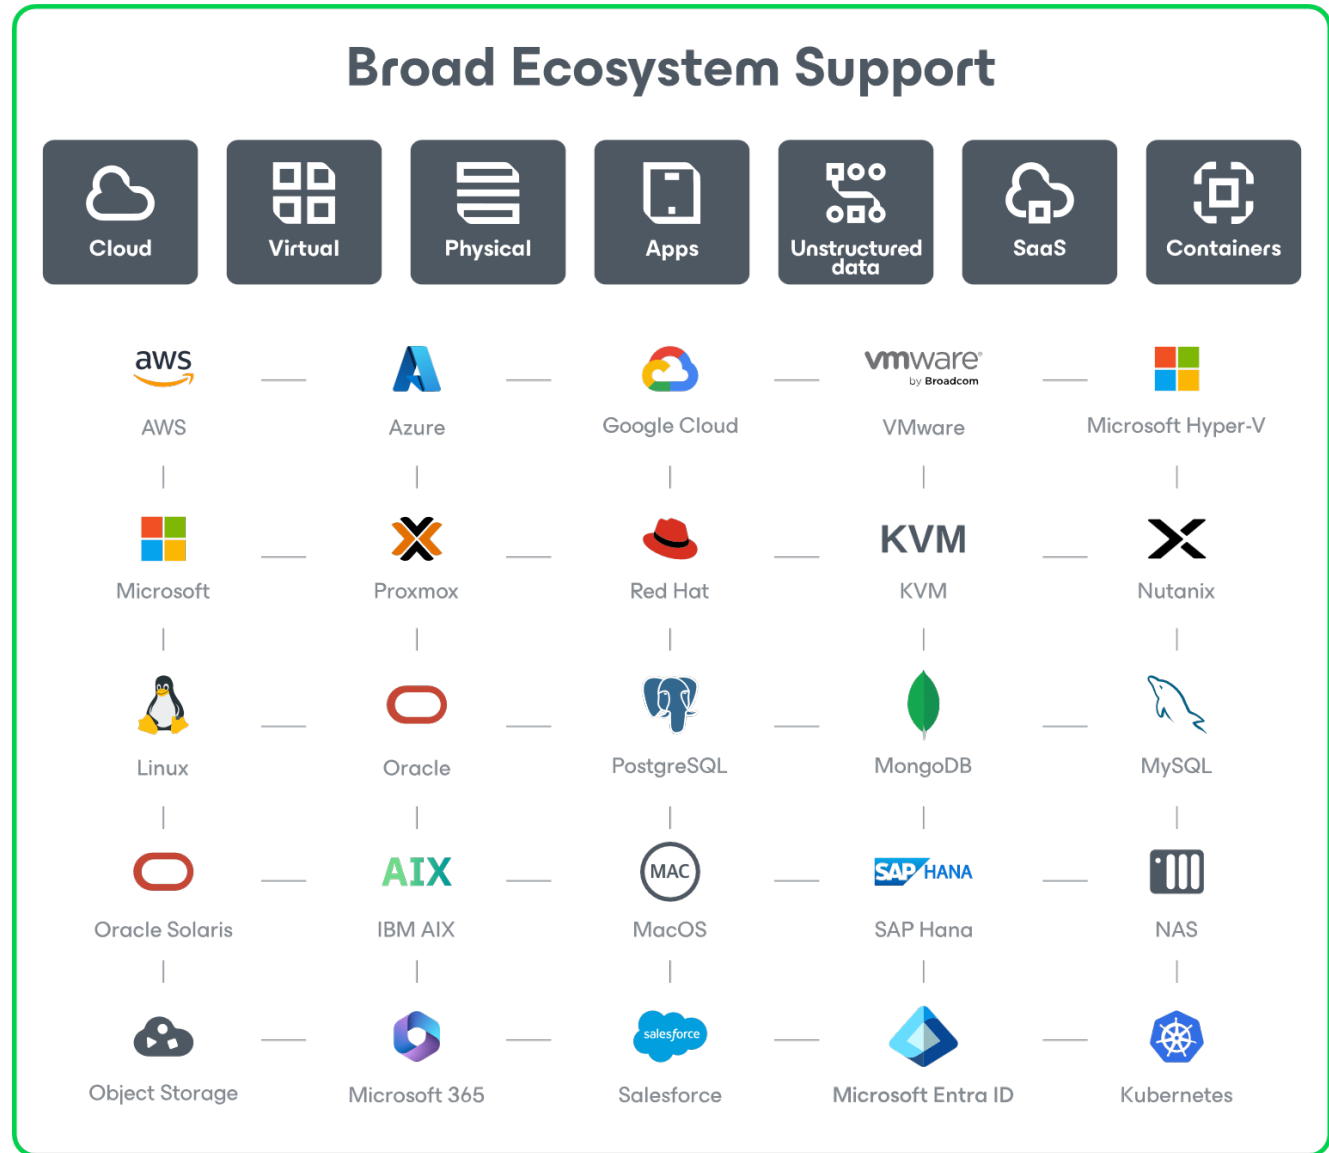 Broad Ecosystem Support
Cloud
Virtual
Physical
Apps
Unstructured
data
SaaS
Containers
aws
vmware®
by Broadcom
AWS
Azure
Google Cloud
VMware
Microsoft Hyper-V
KVM
Microsoft
Proxmox
Red Hat
KVM
Nutanix
Linux
Oracle
PostgreSQL
MongoDB
MySQL
AIX
MAC
SAP HANA
Oracle Solaris
IBM AIX
MacOS
SAP Hana
NAS
salesforce
Object Storage
Microsoft 365
Salesforce
Microsoft Entra ID
Kubernetes